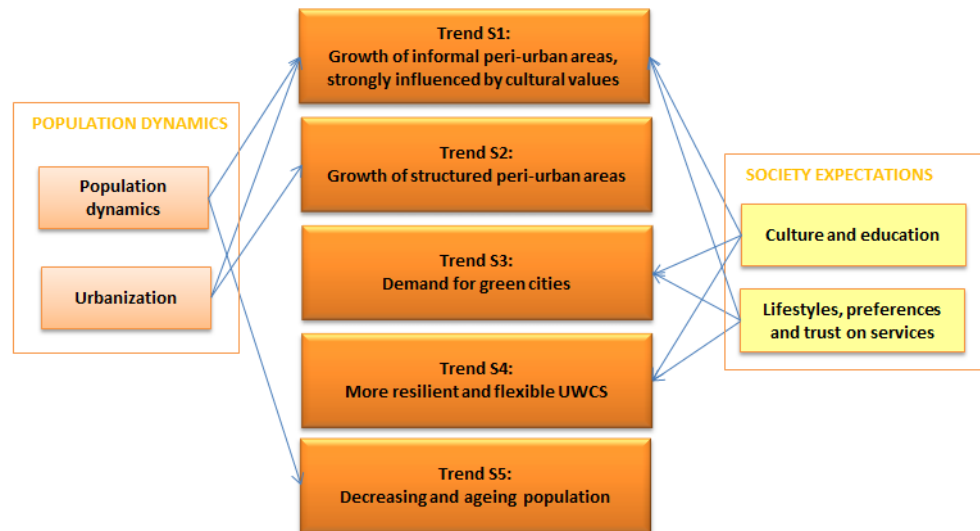 POPULATION DYNAMICS
Population
dynamics
Urbanization
Trend S1:
Growth of informal peri-urban areas,
strongly influenced by cultural values
Trend S2:
Growth of structured peri-urban areas
Trend S3:
Demand for green cities
Trend S4:
More resilient and flexible UWCS
Trend S5:
Decreasing and ageing population
SOCIETY EXPECTATIONS
Culture and education
Lifestyles, preferences
and trust on services